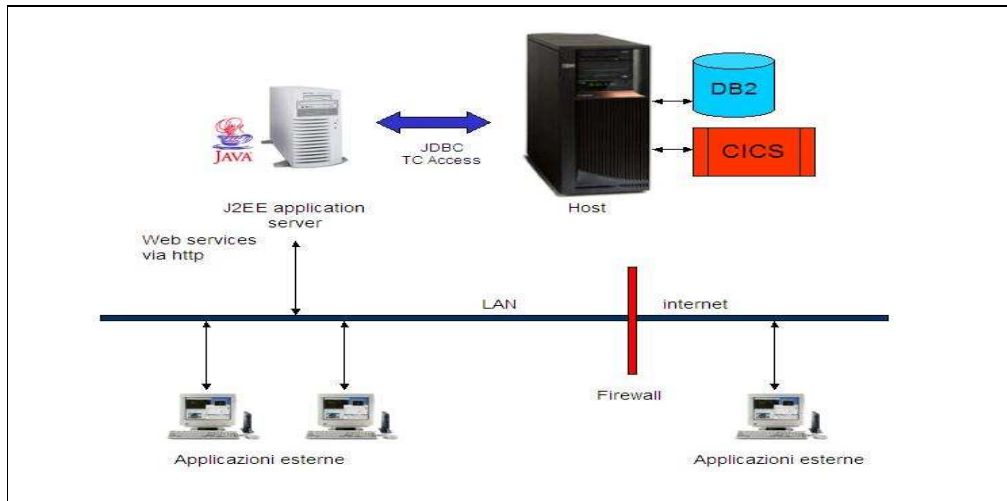 DB2
CICS
JAVA
JDBC
TC Access
J2EE application
server
Host
Web services
via http
LAN
internet
Firewall
Applicazioni esterne
Applicazioni esterne